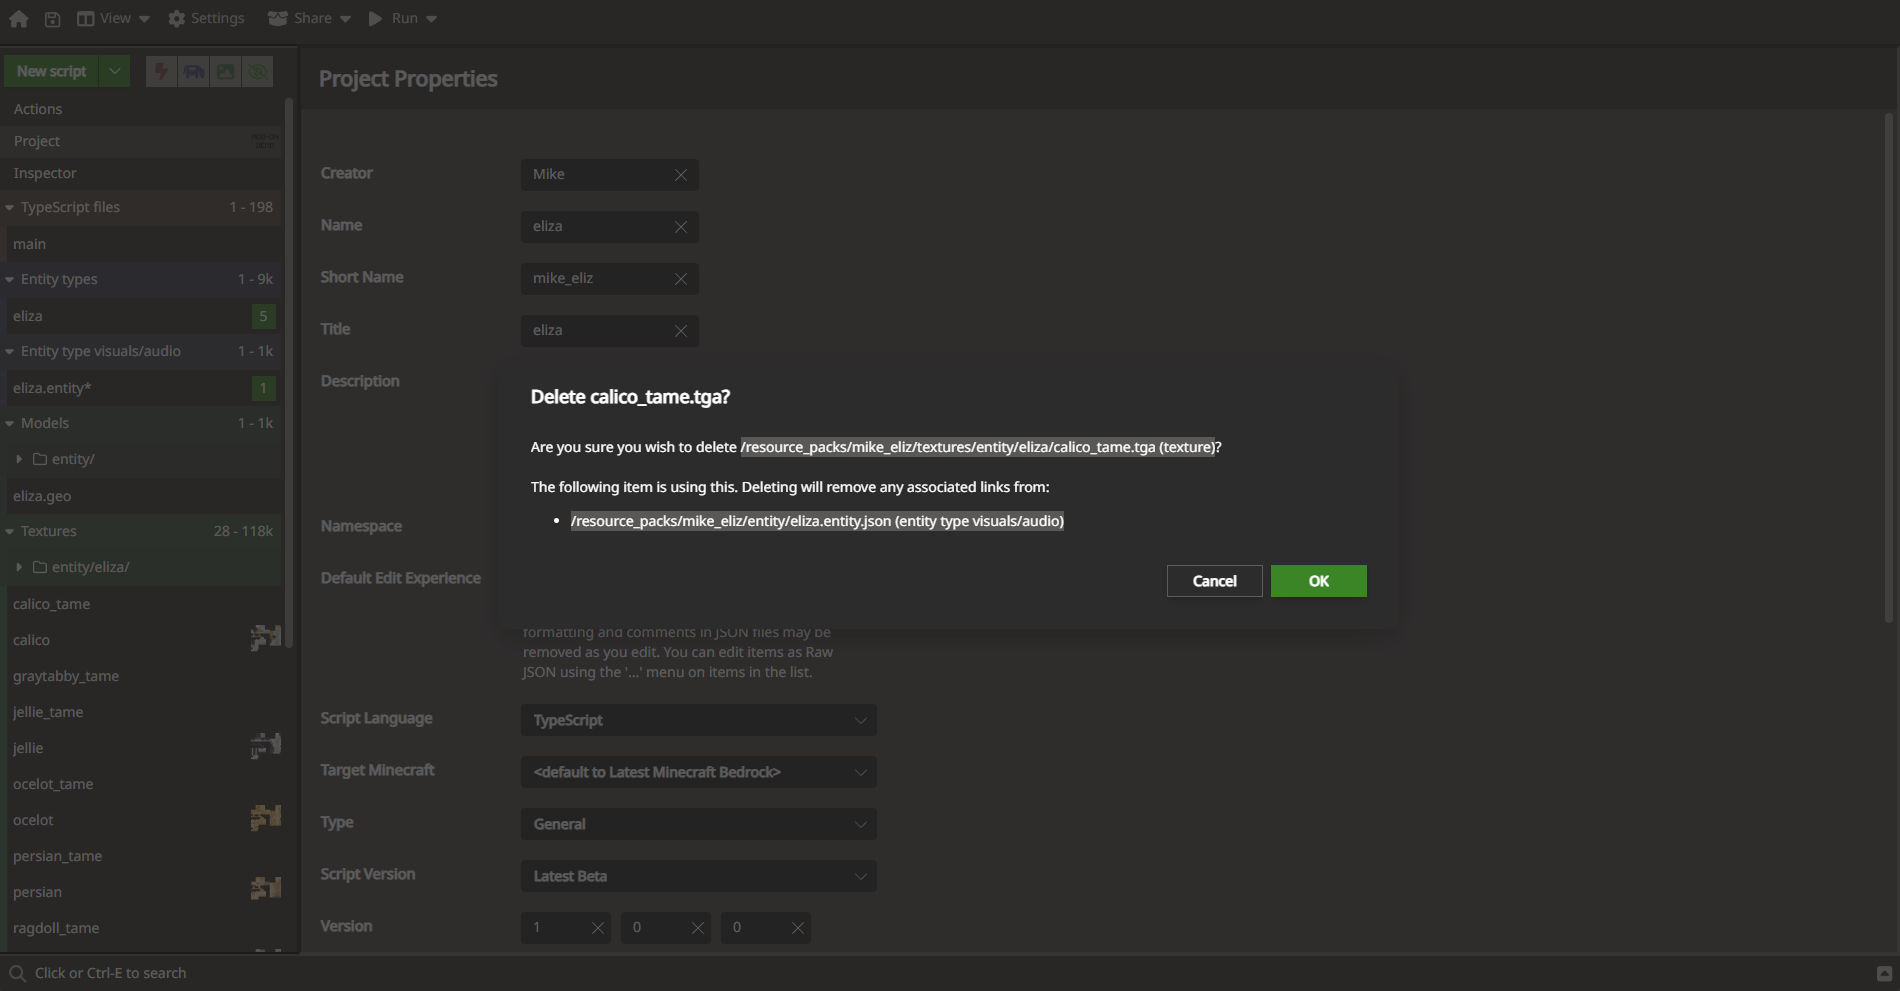 View
Settings
Share
Run
New script
Project Properties
Actions
Project
Inspector
TypeScript files 1 - 198
main
Entity types 1 - 9k
eliza 5
Entity type visuals/audio 1 - 1k
eliza.entity* 1
Models 1 - 1k
entity/
eliza.geo
Textures 28 - 118k
entity/eliza/
calico_tame
calico
graytabby_tame
jellie_tame
jellie
ocelot_tame
ocelot
persian_tame
persian
ragdoll_tame
Creator Mike
Name eliza
Short Name mike_eliz
Title eliza
Description
Delete calico_tame.tga?
Are you sure you wish to delete /resource_packs/mike_eliz/textures/entity/eliza/calico_tame.tga (texture)?
The following item is using this. Deleting will remove any associated links from:
• /resource_packs/mike_eliz/entity/eliza.entity.json (entity type visuals/audio)
Cancel
OK
Namespace
Default Edit Experience
formatting and comments in JSON files may be
removed as you edit. You can edit items as Raw
JSON using the '...' menu on items in the list.
Script Language TypeScript
Target Minecraft <default to Latest Minecraft Bedrock>
Type General
Script Version Latest Beta
Version 1 0 0
Click or Ctrl-E to search